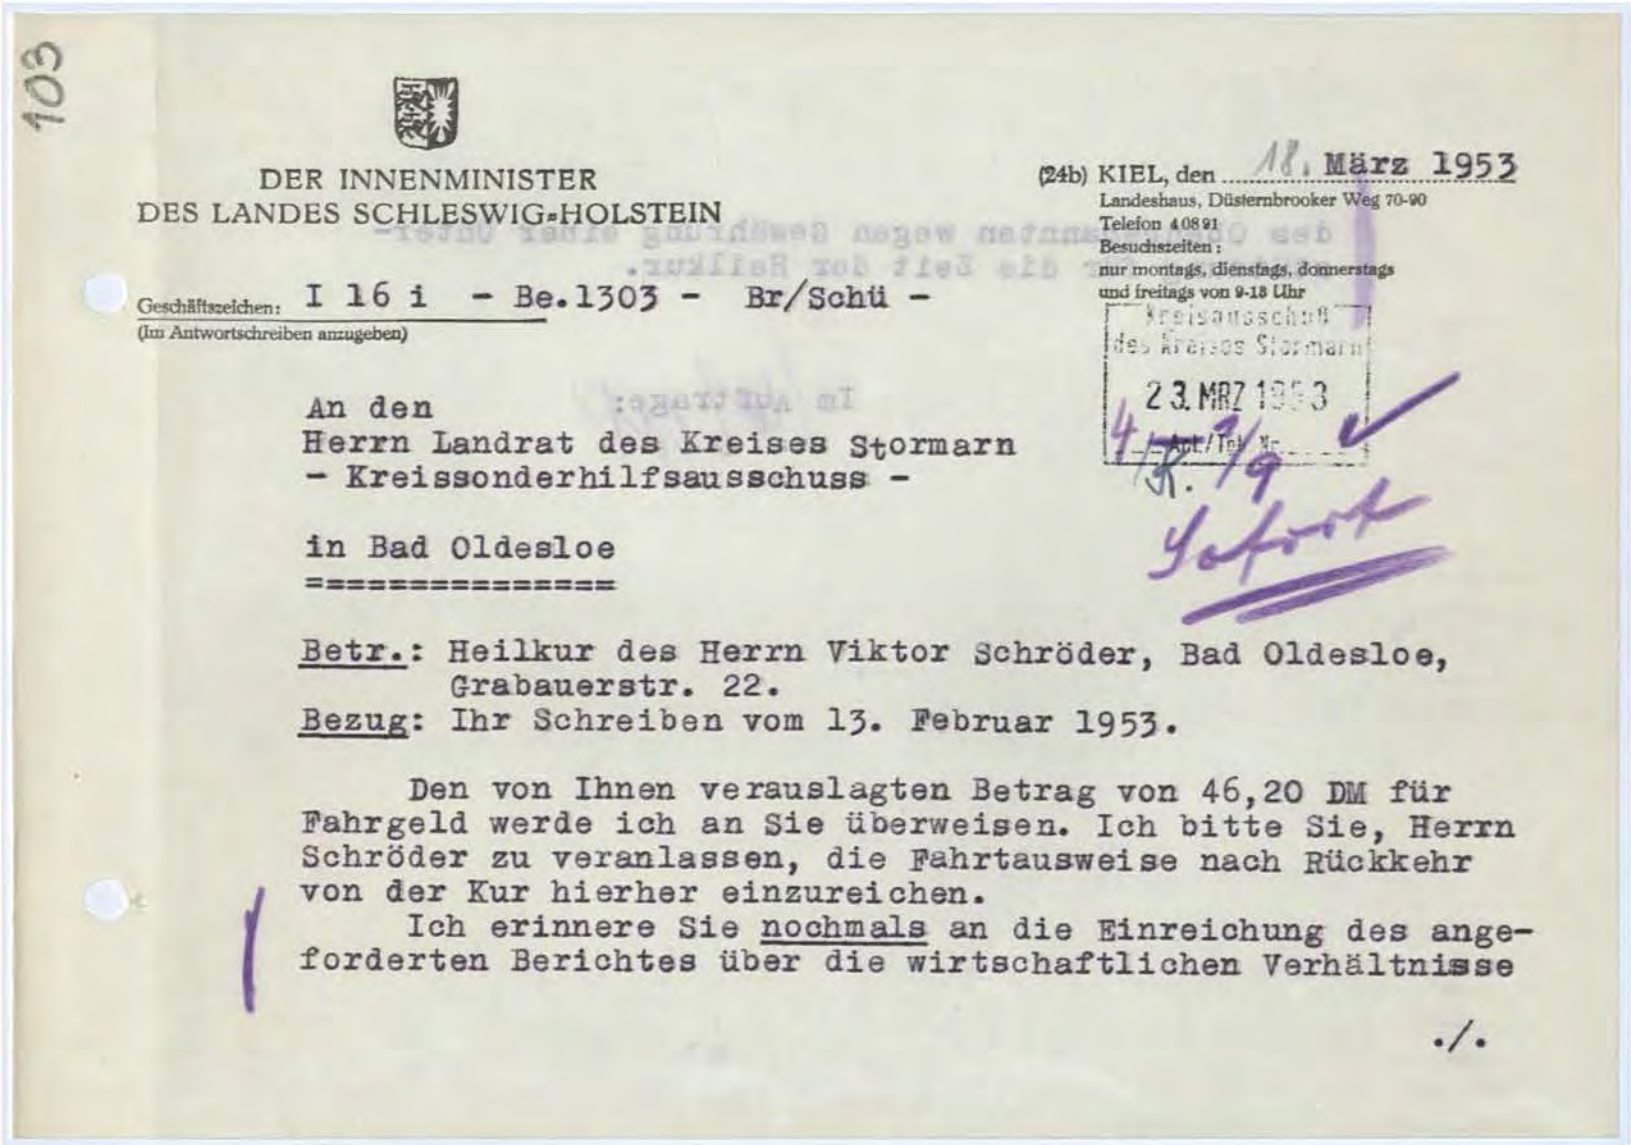 103
DER INNENMINISTER
DES LANDES SCHLESWIG-HOLSTEIN
(24b) KIEL, den 18. März 1953
Landeshaus, Düsternbrooker Weg 70-90
Telefon 40891
Besuchszeiten:
nur montags, dienstags, donnerstags
und freitags von 9-13 Uhr
Geschäftszeichen: I 16 i - Be.1303 - Br/Schü -
(Im Antwortschreiben anzugeben)
Kreisausschuß
des Kreises Stormarn
23. MRZ 1953
4/9
K.
Sofort
An den
Herrn Landrat des Kreises Stormarn
- Kreissonderhilfsausschuss -
in Bad Oldesloe
===============
Betr.: Heilkur des Herrn Viktor Schröder, Bad Oldesloe,
Grabauerstr. 22.
Bezug: Ihr Schreiben vom 13. Februar 1953.
Den von Ihnen verauslagten Betrag von 46,20 DM für
Fahrgeld werde ich an Sie überweisen. Ich bitte Sie, Herrn
Schröder zu veranlassen, die Fahrtausweise nach Rückkehr
von der Kur hierher einzureichen.
Ich erinnere Sie nochmals an die Einreichung des ange-
forderten Berichtes über die wirtschaftlichen Verhältnisse
./.